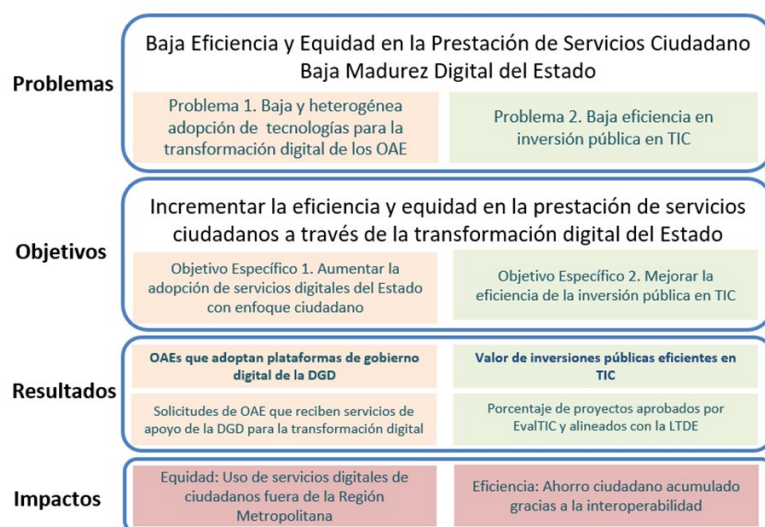 Baja Eficiencia y Equidad en la Prestación de Servicios Ciudadano
Baja Madurez Digital del Estado
Problemas
Problema 1. Baja y heterogénea
adopción de tecnologías para la
transformación digital de los OAE
Problema 2. Baja eficiencia en
inversión pública en TIC
Incrementar la eficiencia y equidad en la prestación de servicios
ciudadanos a través de la transformación digital del Estado
Objetivos
Objetivo Específico 1. Aumentar la
adopción de servicios digitales del Estado
con enfoque ciudadano
Objetivo Específico 2. Mejorar la
eficiencia de la inversión pública en TIC
Resultados
OAEs que adoptan plataformas de gobierno
digital de la DGD
Valor de inversiones públicas eficientes en
TIC
Solicitudes de OAE que reciben servicios de
apoyo de la DGD para la transformación digital
Porcentaje de proyectos aprobados por
EvalTIC y alineados con la LTDE
Impactos
Equidad: Uso de servicios digitales de
ciudadanos fuera de la Región
Metropolitana
Eficiencia: Ahorro ciudadano acumulado
gracias a la interoperabilidad